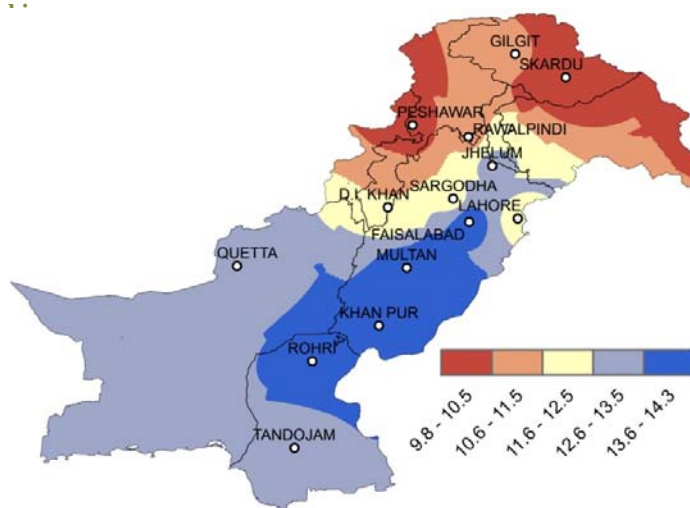 GILGIT
SKARDU
PESHAWAR
RAWALPINDI
JHELUM
SARGODHA
D.I. KHAN
LAHORE
FAISALABAD
QUETTA
MULTAN
KHAN PUR
ROHRI
TANDOJAM
9.8 - 10.5
10.6 - 11.5
11.6 - 12.5
12.6 - 13.5
13.6 - 14.3